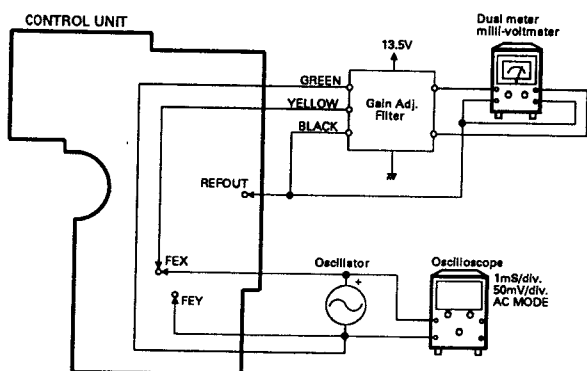 CONTROL UNIT
Dual meter
milli-voltmeter
13.5V
GREEN
YELLOW
BLACK
Gain Adj.
Filter
REFOUT
FEX
FEY
Oscillator
+
Oscilloscope
1mS/div.
50mV/div.
AC MODE